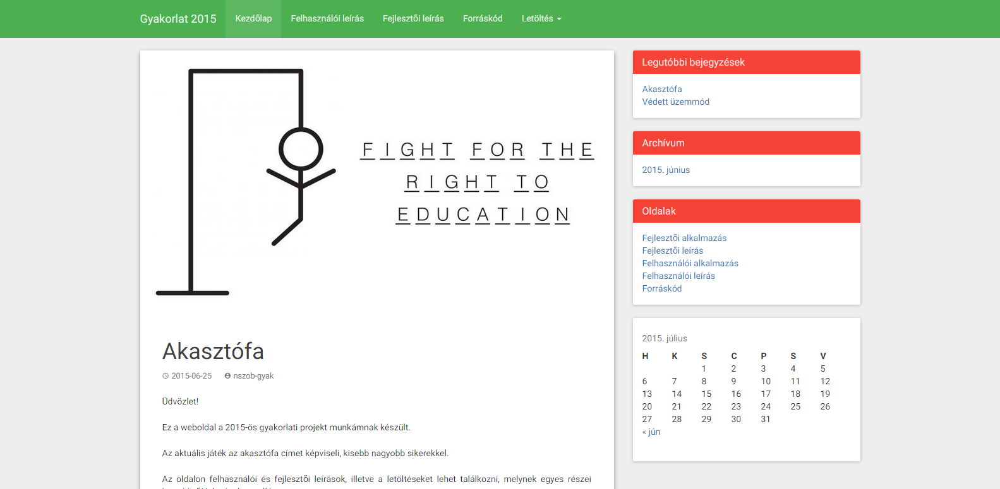 Gyakorlat 2015 Kezdőlap Felhasználói leírás Fejlesztői leírás Forráskód Letöltés
FIGHT FOR THE
RIGHT TO
EDUCATION
Akasztófa
2015-06-25 nszob-gyak
Üdvözlet!
Ez a weboldal a 2015-ös gyakorlati projekt munkámnak készült.
Az aktuális játék az akasztófa címet képviseli, kisebb nagyobb sikerekkel.
Az oldalon felhasználói és fejlesztői leírások, illetve a letöltéseket lehet találkozni, melynek egyes részei
Legutóbbi bejegyzések
Akasztófa
Védett üzemmód
Archívum
2015. június
Oldalak
Fejlesztői alkalmazás
Fejlesztői leírás
Felhasználói alkalmazás
Felhasználói leírás
Forráskód
2015. július
H K S C P S V
1 2 3 4 5
6 7 8 9 10 11 12
13 14 15 16 17 18 19
20 21 22 23 24 25 26
27 28 29 30 31
« jún